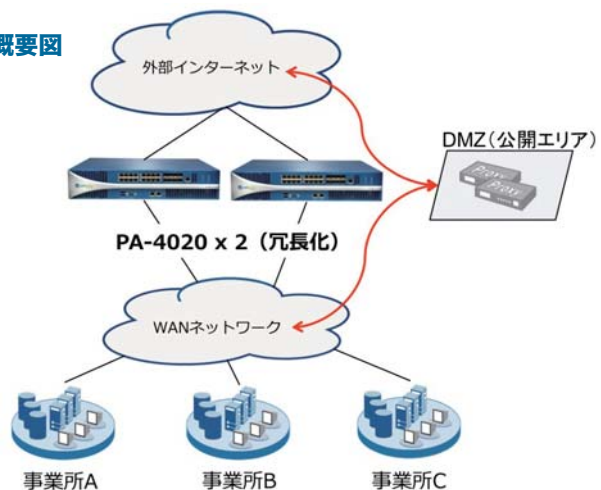 概要図
外部インターネット
DMZ（公開エリア）
Proxy
Proxy
PA-4020 x 2（冗長化）
WANネットワーク
事業所A
事業所B
事業所C